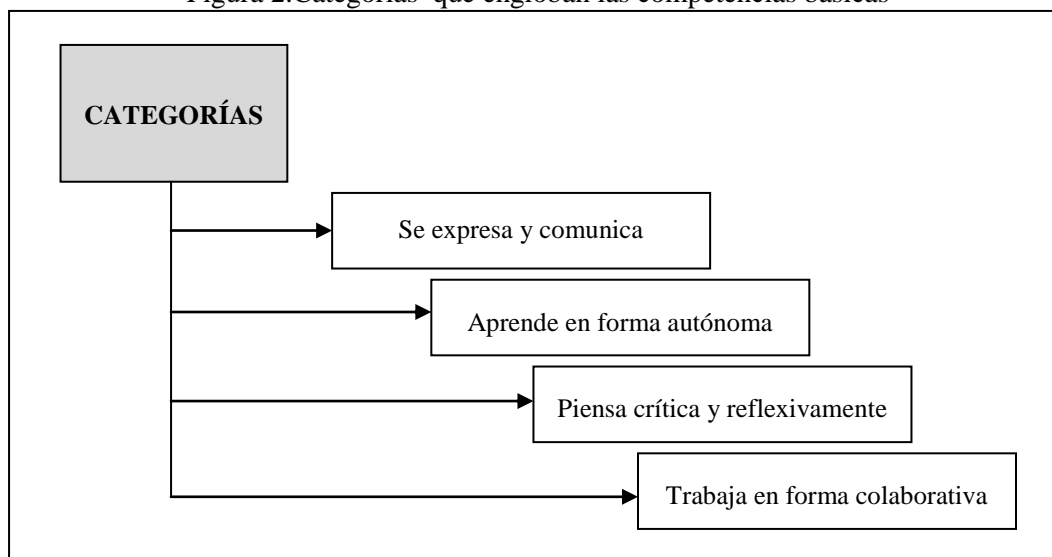 Figura 2.Categorías que engloban las competencias básicas
CATEGORÍAS
Se expresa y comunica
Aprende en forma autónoma
Piensa crítica y reflexivamente
Trabaja en forma colaborativa